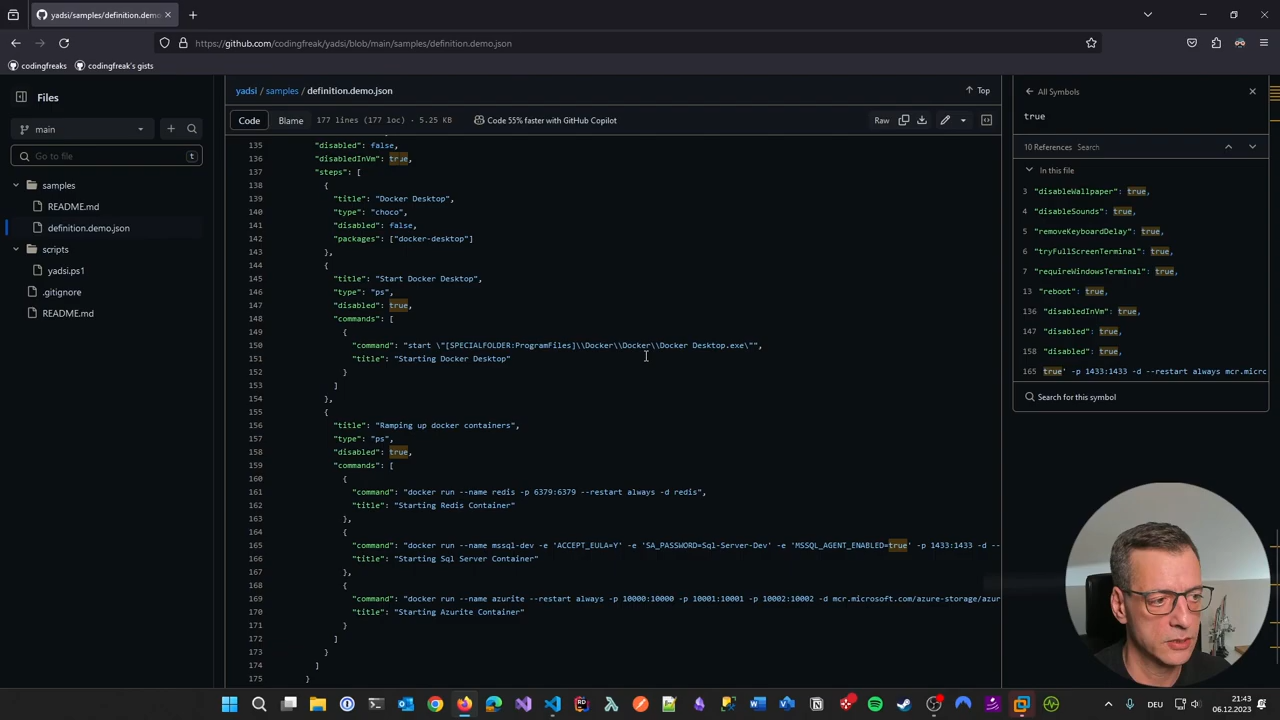 yadsi/samples/definition.demo
https://github.com/codingfreak/yadsi/blob/main/samples/definition.demo.json
codingfreaks
codingfreak's gists
Files
main
Go to file
t
samples
README.md
definition.demo.json
scripts
yadsi.ps1
.gitignore
README.md
yadsi / samples / definition.demo.json
Top
Code
Blame
177 lines (177 loc) · 5.25 KB
Code 55% faster with GitHub Copilot
Raw
135 "disabled": false,
136 "disabledInVm": true,
137 "steps": [
138 {
139 "title": "Docker Desktop",
140 "type": "choco",
141 "disabled": false,
142 "packages": ["docker-desktop"]
143 },
144 {
145 "title": "Start Docker Desktop",
146 "type": "ps",
147 "disabled": true,
148 "commands": [
149 {
150 "command": "start \"[SPECIALFOLDER:ProgramFiles]\\Docker\\Docker\\Docker Desktop.exe\"",
151 "title": "Starting Docker Desktop"
152 }
153 ]
154 },
155 {
156 "title": "Ramping up docker containers",
157 "type": "ps",
158 "disabled": true,
159 "commands": [
160 {
161 "command": "docker run --name redis -p 6379:6379 --restart always -d redis",
162 "title": "Starting Redis Container"
163 },
164 {
165 "command": "docker run --name mssql-dev -e 'ACCEPT_EULA=Y' -e 'SA_PASSWORD=Sql-Server-Dev' -e 'MSSQL_AGENT_ENABLED=true' -p 1433:1433 -d --
166 "title": "Starting Sql Server Container"
167 },
168 {
169 "command": "docker run --name azurite --restart always -p 10000:10000 -p 10001:10001 -p 10002:10002 -d mcr.microsoft.com/azure-storage/azur
170 "title": "Starting Azurite Container"
171 }
172 ]
173 }
174 ]
175 }
All Symbols
true
10 References Search
In this file
3 "disableWallpaper": true,
4 "disableSounds": true,
5 "removeKeyboardDelay": true,
6 "tryFullScreenTerminal": true,
7 "requireWindowsTerminal": true,
13 "reboot": true,
136 "disabledInVm": true,
147 "disabled": true,
158 "disabled": true,
165 true' -p 1433:1433 -d --restart always mcr.micro
Search for this symbol
DEU
21:43
06.12.2023